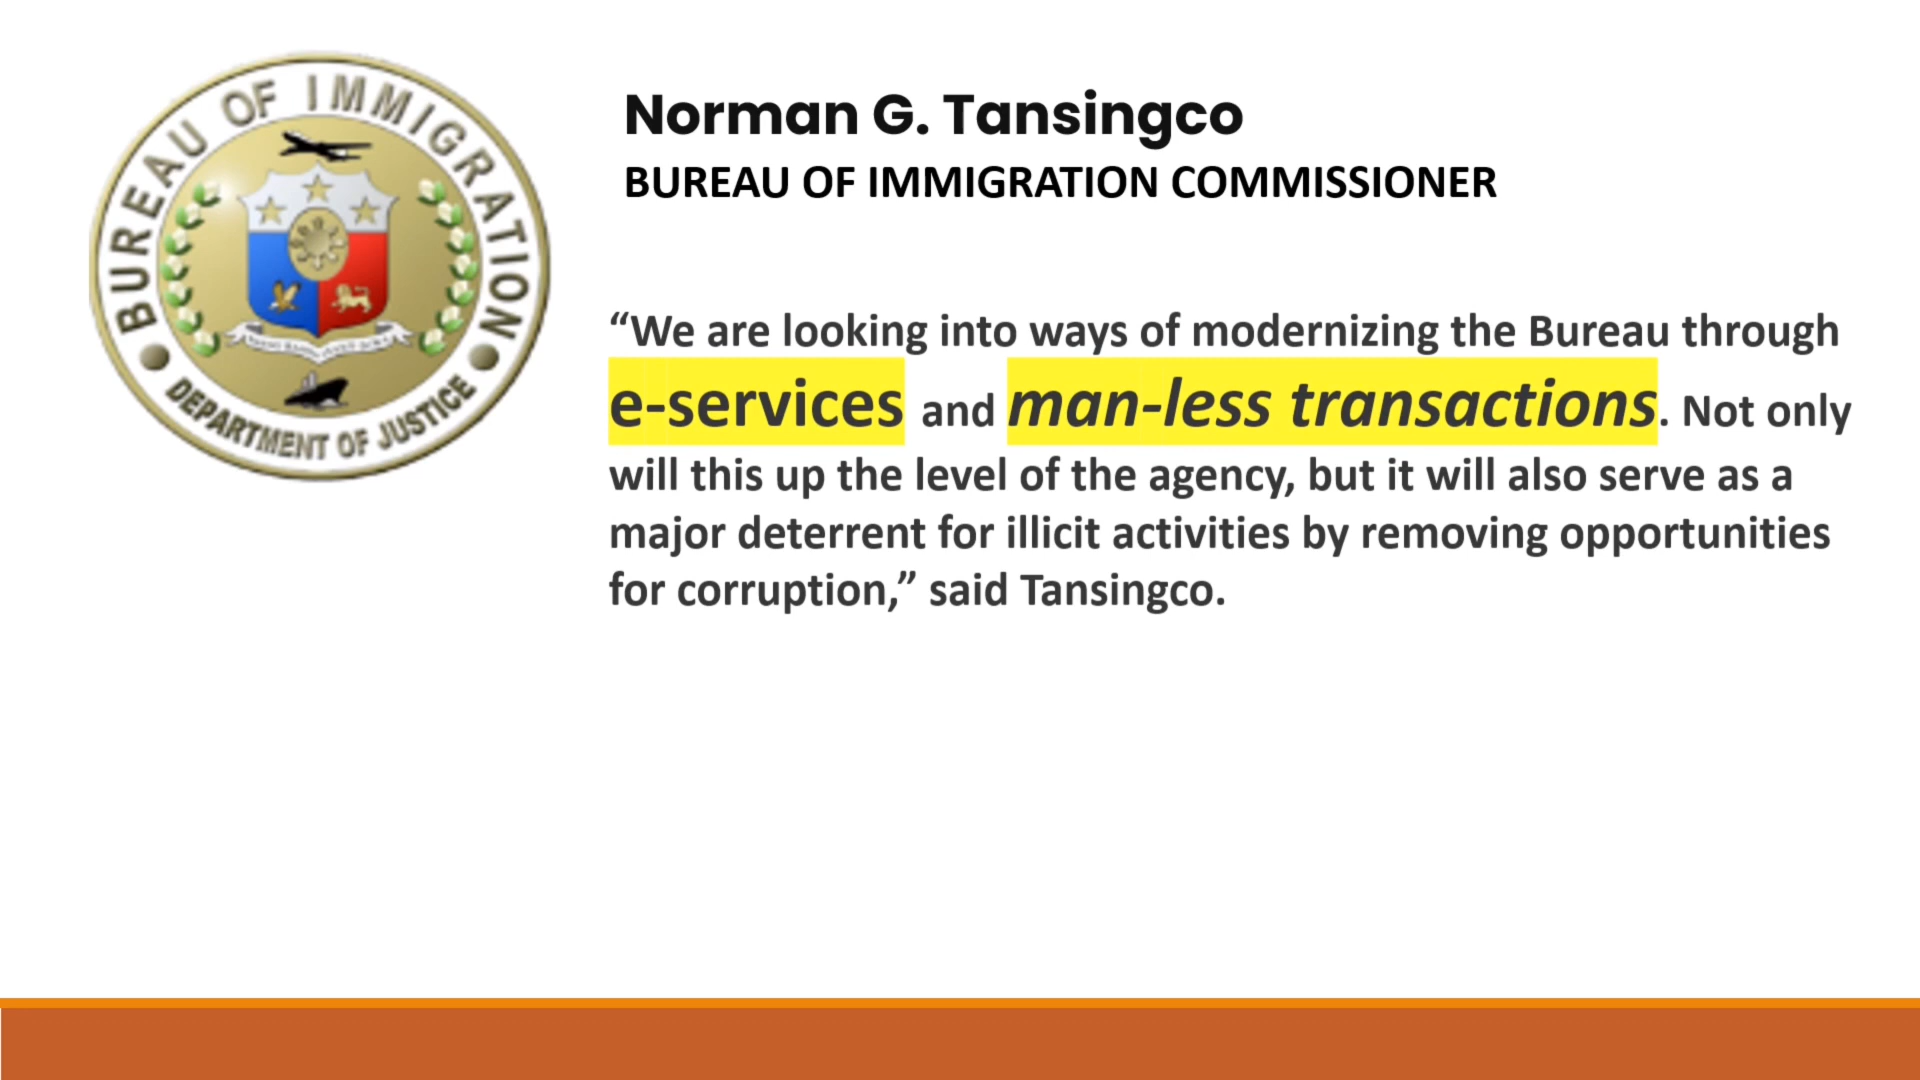 BUREAU OF IMMIGRATION
DEPARTMENT OF JUSTICE
Norman G. Tansingco
BUREAU OF IMMIGRATION COMMISSIONER
“We are looking into ways of modernizing the Bureau through
e-services and man-less transactions. Not only
will this up the level of the agency, but it will also serve as a
major deterrent for illicit activities by removing opportunities
for corruption,” said Tansingco.